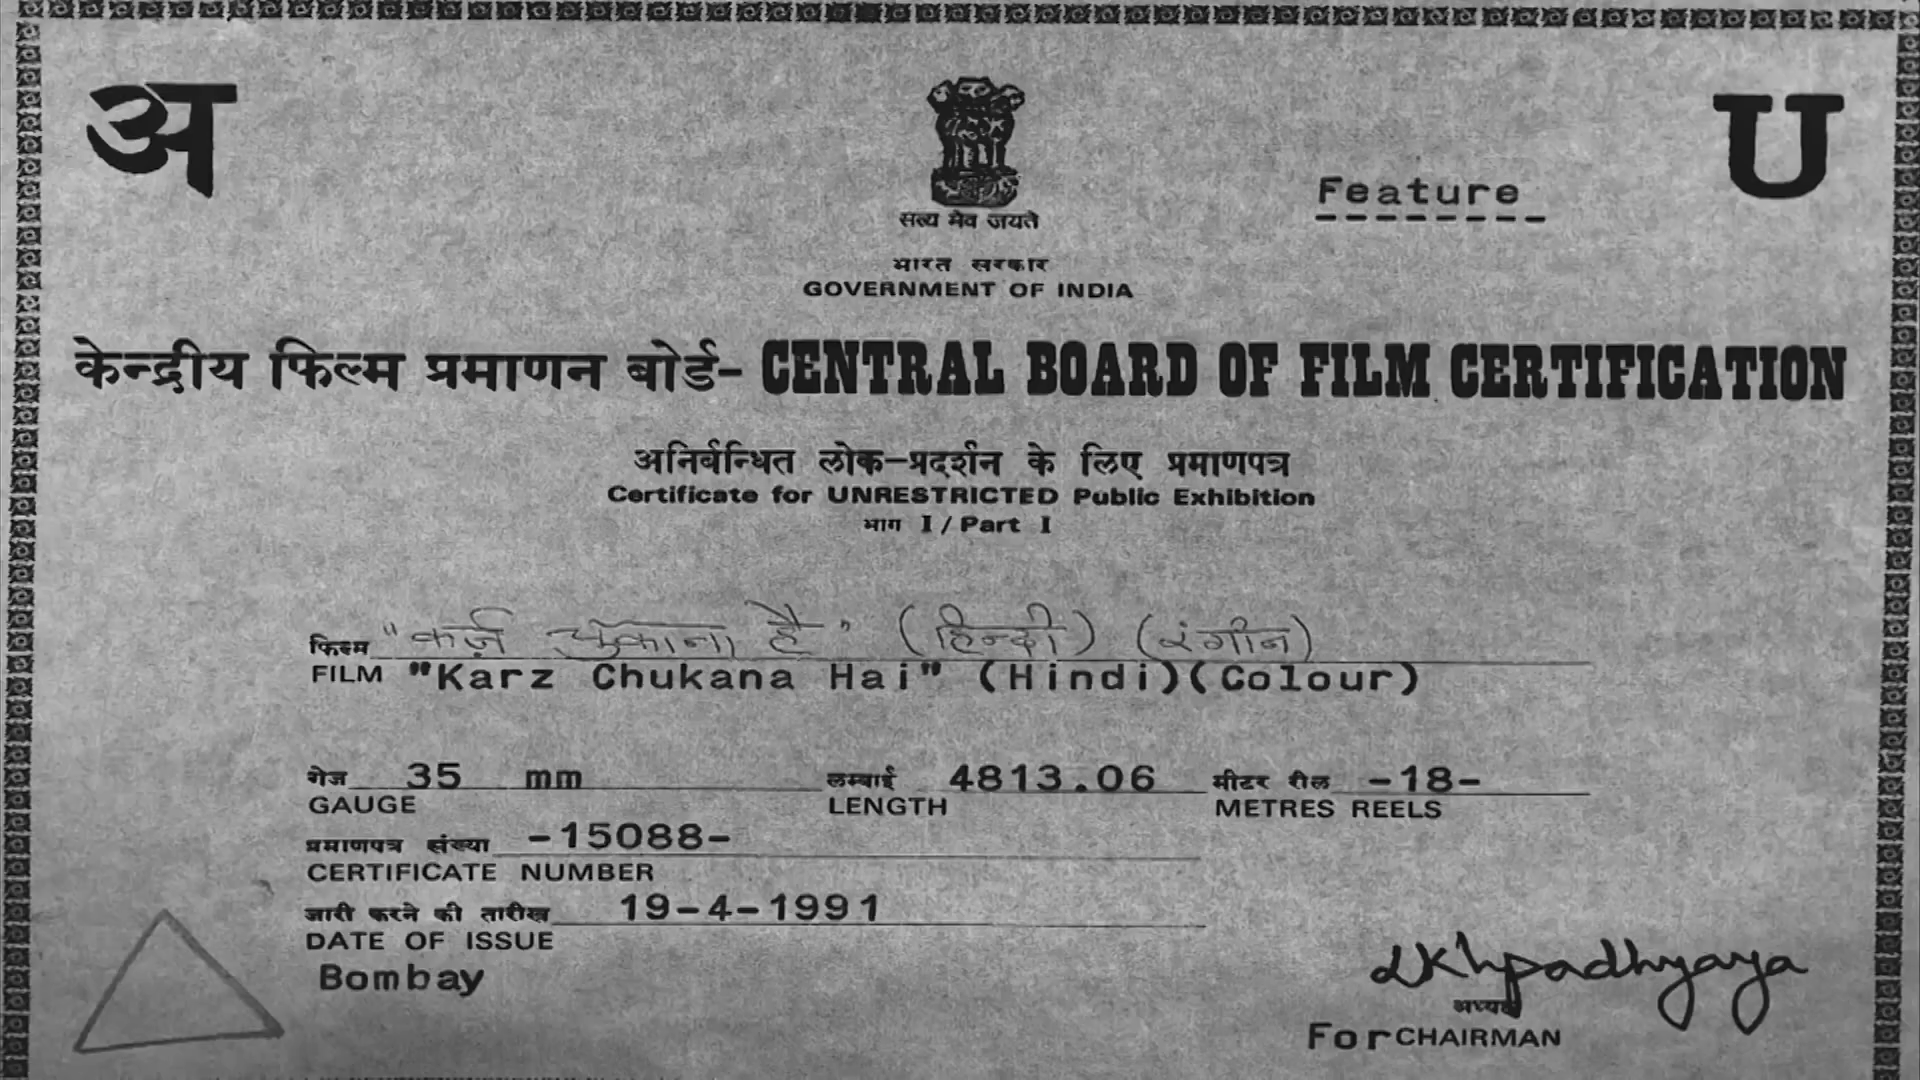 अ
U
सत्य मेव जयते
Feature
भारत सरकार
GOVERNMENT OF INDIA
केन्द्रीय फिल्म प्रमाणन बोर्ड- CENTRAL BOARD OF FILM CERTIFICATION
अनिर्बन्धित लोक-प्रदर्शन के लिए प्रमाणपत्र
Certificate for UNRESTRICTED Public Exhibition
भाग I / Part I
फिल्म "कर्ज़ चुकाना है" (हिन्दी) (रंगीन)
FILM "Karz Chukana Hai" (Hindi)(Colour)
गेज 35 mm लम्बाई 4813.06 मीटर रील -18-
GAUGE LENGTH METRES REELS
प्रमाणपत्र संख्या -15088-
CERTIFICATE NUMBER
जारी करने की तारीख 19-4-1991
DATE OF ISSUE
Bombay
अध्यक्ष
For CHAIRMAN